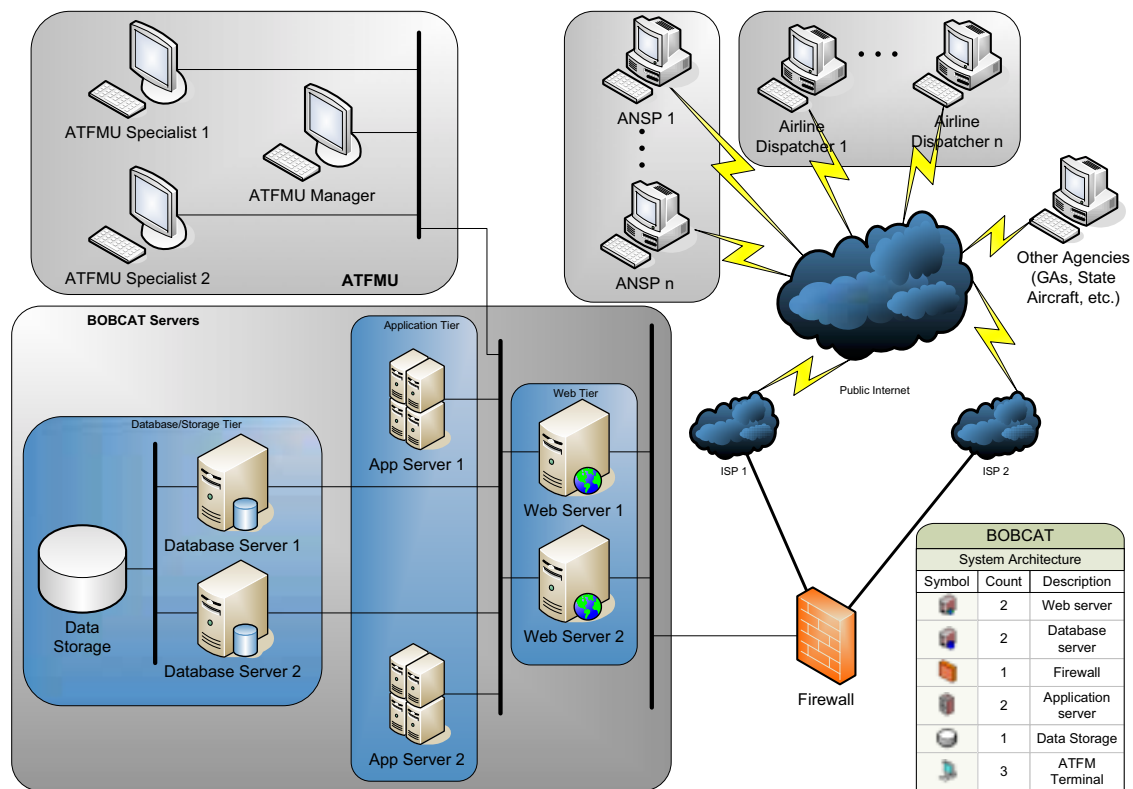 ATFMU Specialist 1
ATFMU Manager
ATFMU Specialist 2
ATFMU
ANSP 1
ANSP n
Airline
Dispatcher 1
Airline
Dispatcher n
Other Agencies
(GAs, State
Aircraft, etc.)
Public Internet
ISP 1
ISP 2
BOBCAT Servers
Application Tier
App Server 1
App Server 2
Web Tier
Web Server 1
Web Server 2
Database/Storage Tier
Database Server 1
Database Server 2
Data
Storage
Firewall
BOBCAT
System Architecture
Symbol Count Description
2 Web server
2 Database
server
1 Firewall
2 Application
server
1 Data Storage
3 ATFM
Terminal